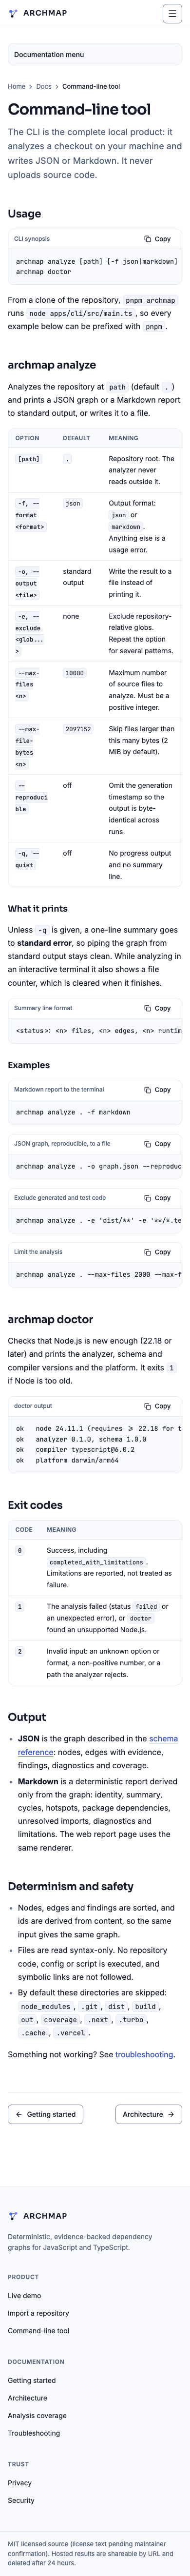 ARCHMAP
Documentation menu
Home > Docs > Command-line tool
Command-line tool
The CLI is the complete local product: it
analyzes a checkout on your machine and
writes JSON or Markdown. It never
uploads source code.
Usage
CLI synopsis Copy
archmap analyze [path] [-f json|markdown]
archmap doctor
From a clone of the repository, pnpm archmap
runs node apps/cli/src/main.ts, so every
example below can be prefixed with pnpm.
archmap analyze
Analyzes the repository at path (default .)
and prints a JSON graph or a Markdown report
to standard output, or writes it to a file.
OPTION DEFAULT MEANING
[path] . Repository root. The
analyzer never
reads outside it.
-f, -- json Output format:
format json or
<format> markdown.
Anything else is a
usage error.
-o, -- standard Write the result to a
output output file instead of
<file> printing it.
-e, -- none Exclude repository-
exclude relative globs.
<glob... Repeat the option
> for several patterns.
--max- 10000 Maximum number
files of source files to
<n> analyze. Must be a
positive integer.
--max- 2097152 Skip files larger than
file- this many bytes (2
bytes MiB by default).
<n>
-- off Omit the generation
reproduci timestamp so the
ble output is byte-
identical across
runs.
-q, -- off No progress output
quiet and no summary
line.
What it prints
Unless -q is given, a one-line summary goes
to standard error, so piping the graph from
standard output stays clean. While analyzing in
an interactive terminal it also shows a file
counter, which is cleared when it finishes.
Summary line format Copy
<status>: <n> files, <n> edges, <n> runtim
Examples
Markdown report to the terminal Copy
archmap analyze . -f markdown
JSON graph, reproducible, to a file Copy
archmap analyze . -o graph.json --reproduc
Exclude generated and test code Copy
archmap analyze . -e 'dist/**' -e '**/*.te
Limit the analysis Copy
archmap analyze . --max-files 2000 --max-f
archmap doctor
Checks that Node.js is new enough (22.18 or
later) and prints the analyzer, schema and
compiler versions and the platform. It exits 1
if Node is too old.
doctor output Copy
ok node 24.11.1 (requires ≥ 22.18 for t
ok analyzer 0.1.0, schema 1.0.0
ok compiler typescript@6.0.2
ok platform darwin/arm64
Exit codes
CODE MEANING
0 Success, including
completed_with_limitations.
Limitations are reported, not treated as
failure.
1 The analysis failed (status failed or
an unexpected error), or doctor
found an unsupported Node.js.
2 Invalid input: an unknown option or
format, a non-positive number, or a
path the analyzer rejects.
Output
• JSON is the graph described in the schema
reference: nodes, edges with evidence,
findings, diagnostics and coverage.
• Markdown is a deterministic report derived
only from the graph: identity, summary,
cycles, hotspots, package dependencies,
unresolved imports, diagnostics and
limitations. The web report page uses the
same renderer.
Determinism and safety
• Nodes, edges and findings are sorted, and
ids are derived from content, so the same
input gives the same graph.
• Files are read syntax-only. No repository
code, config or script is executed, and
symbolic links are not followed.
• By default these directories are skipped:
node_modules, .git, dist, build,
out, coverage, .next, .turbo,
.cache, .vercel.
Something not working? See troubleshooting.
← Getting started Architecture →
ARCHMAP
Deterministic, evidence-backed dependency
graphs for JavaScript and TypeScript.
PRODUCT
Live demo
Import a repository
Command-line tool
DOCUMENTATION
Getting started
Architecture
Analysis coverage
Troubleshooting
TRUST
Privacy
Security
MIT licensed source (license text pending maintainer
confirmation). Hosted results are shareable by URL and
deleted after 24 hours.